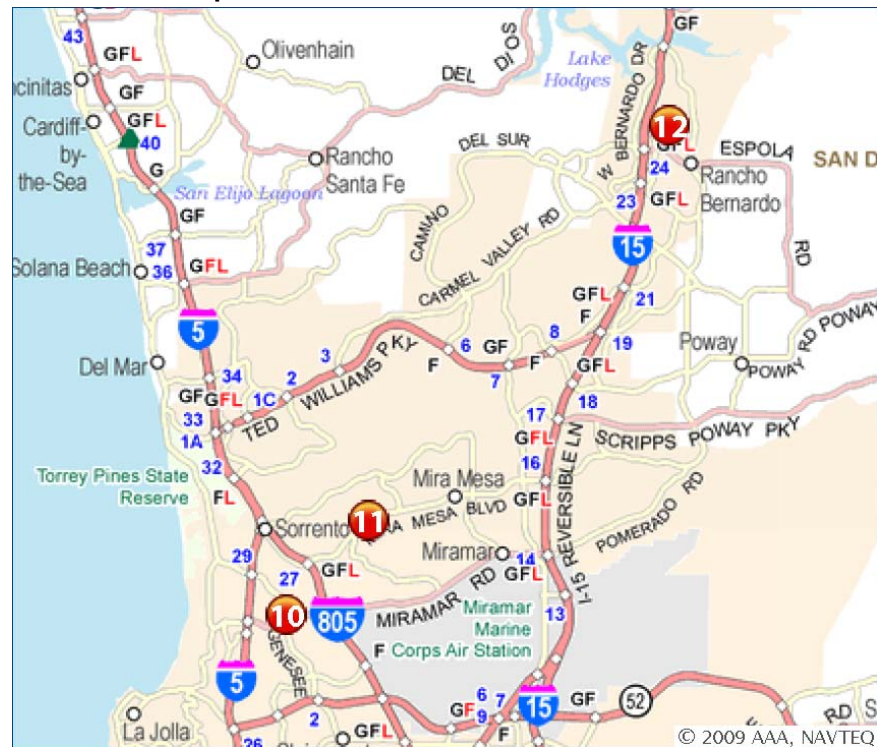 43
GFL
GF
Olivenhain
DEL DIOS
Lake
Hodges
cinitas
GF
GFL
40
Cardiff-
by-
the-Sea
G
San Elijo Lagoon
Rancho
Santa Fe
DEL SUR
W BERNARDO DR
12
GFL
ESPOLA
RD
SAN D
24
Rancho
Bernardo
GFL
23
GF
CAMINO
CARMEL VALLEY RD
15
37
36
Solana Beach
GFL
5
GFL
21
F
19
Poway
POWAY RD
POWAY
6
GF
8
F
F
7
3
TED WILLIAMS PKY
2
1C
Del Mar
34
GF
GFL
33
1A
GFL
18
17
GFL
SCRIPPS POWAY PKY
16
I-15 REVERSIBLE LN
32
Torrey Pines State
Reserve
FL
Mira Mesa
GFL
MIRA MESA BLVD
POMERADO RD
11
Sorrento
Miramar
14
GFL
29
27
GFL
MIRAMAR RD
10
805
Miramar
Marine
Corps Air Station
13
F
GENESEE
5
15
6
7
GF
9
F
GF
52
La Jolla
2
GFL
26
© 2009 AAA, NAVTEQ